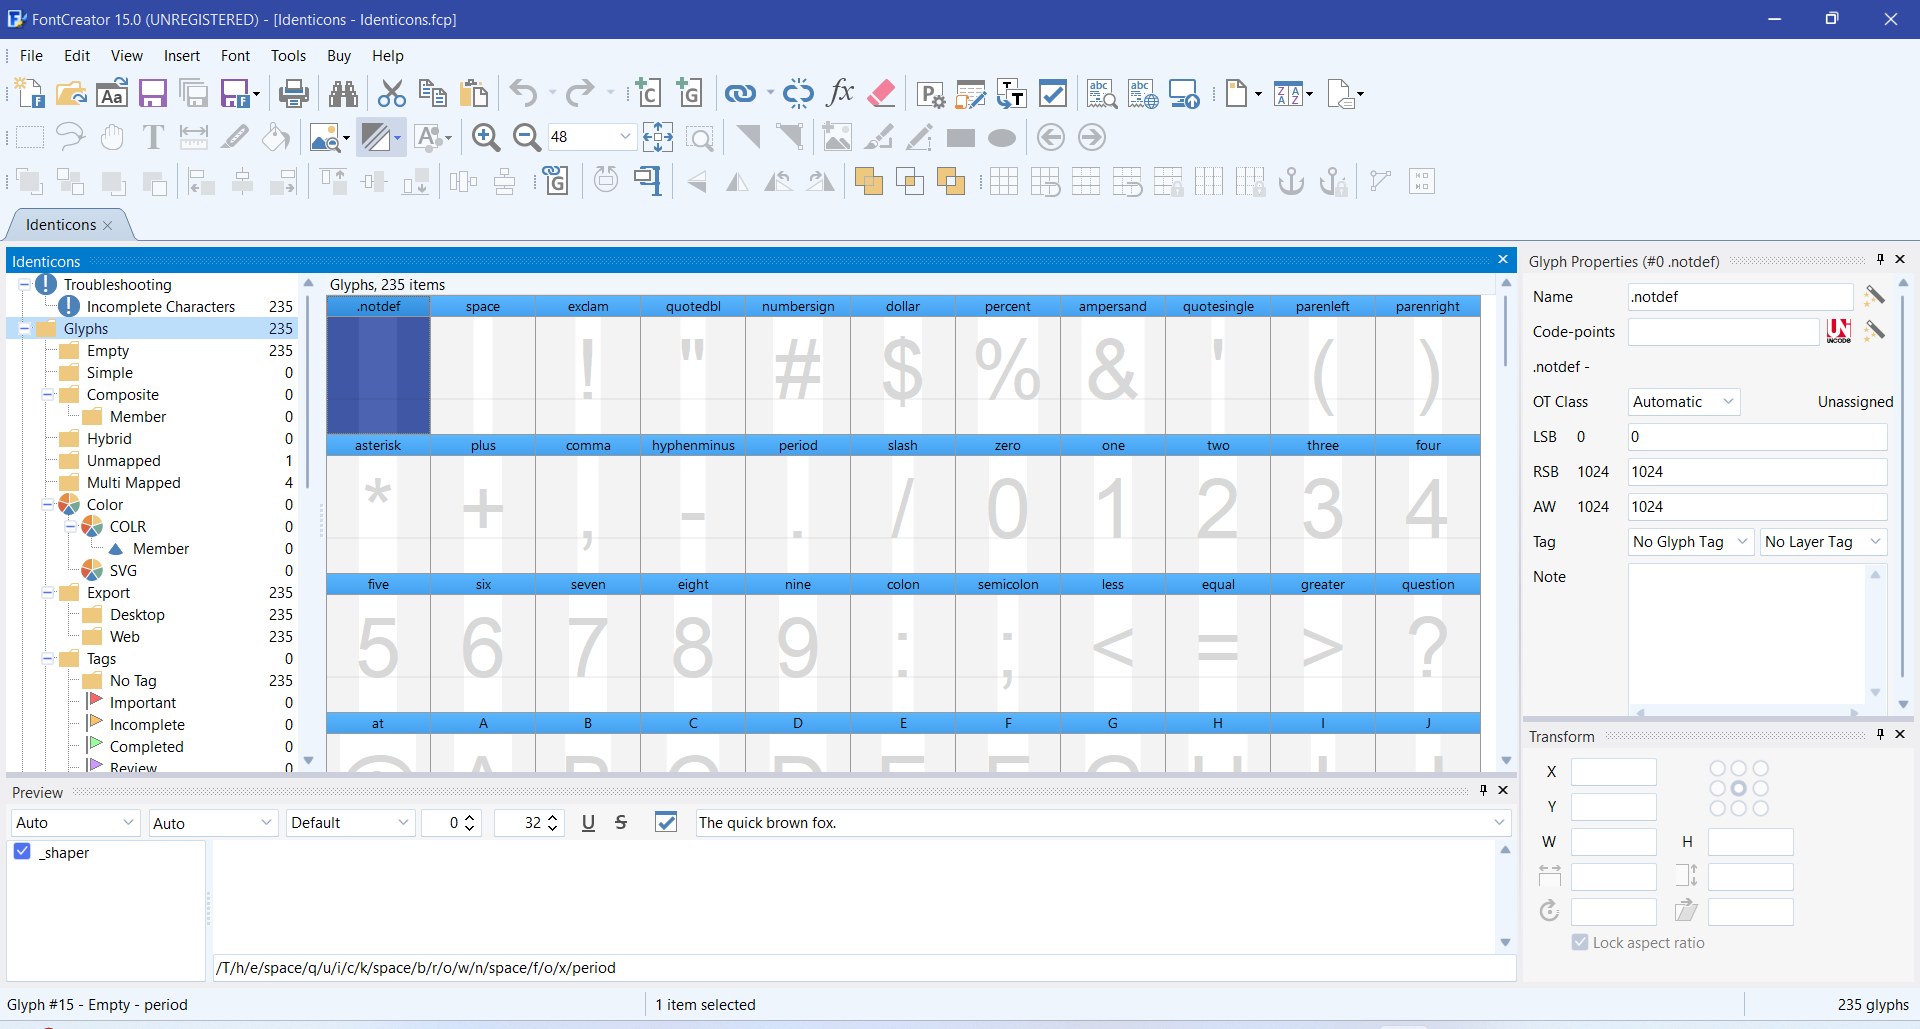 FontCreator 15.0 (UNREGISTERED) - [Identicons - Identicons.fcp]
File Edit View Insert Font Tools Buy Help
48
Identicons
Identicons
Troubleshooting
Incomplete Characters 235
Glyphs 235
Empty 235
Simple 0
Composite 0
Member 0
Hybrid 0
Unmapped 1
Multi Mapped 4
Color 0
COLR 0
Member 0
SVG 0
Export 235
Desktop 235
Web 235
Tags 0
No Tag 235
Important 0
Incomplete 0
Completed 0
Review 0
Glyphs, 235 items
.notdef space exclam quotedbl numbersign dollar percent ampersand quotesingle parenleft parenright
! " # $ % & ' ( )
asterisk plus comma hyphenminus period slash zero one two three four
* + , - . / 0 1 2 3 4
five six seven eight nine colon semicolon less equal greater question
5 6 7 8 9 : ; < = > ?
at A B C D E F G H I J
@ A B C D E F G H I J
Glyph Properties (#0 .notdef)
Name .notdef
Code-points UNICODE
.notdef -
OT Class Automatic Unassigned
LSB 0 0
RSB 1024 1024
AW 1024 1024
Tag No Glyph Tag No Layer Tag
Note
Transform
X
Y
W H
Lock aspect ratio
Preview
Auto Auto Default 0 32 U S The quick brown fox.
_shaper
/T/h/e/space/q/u/i/c/k/space/b/r/o/w/n/space/f/o/x/period
Glyph #15 - Empty - period 1 item selected 235 glyphs